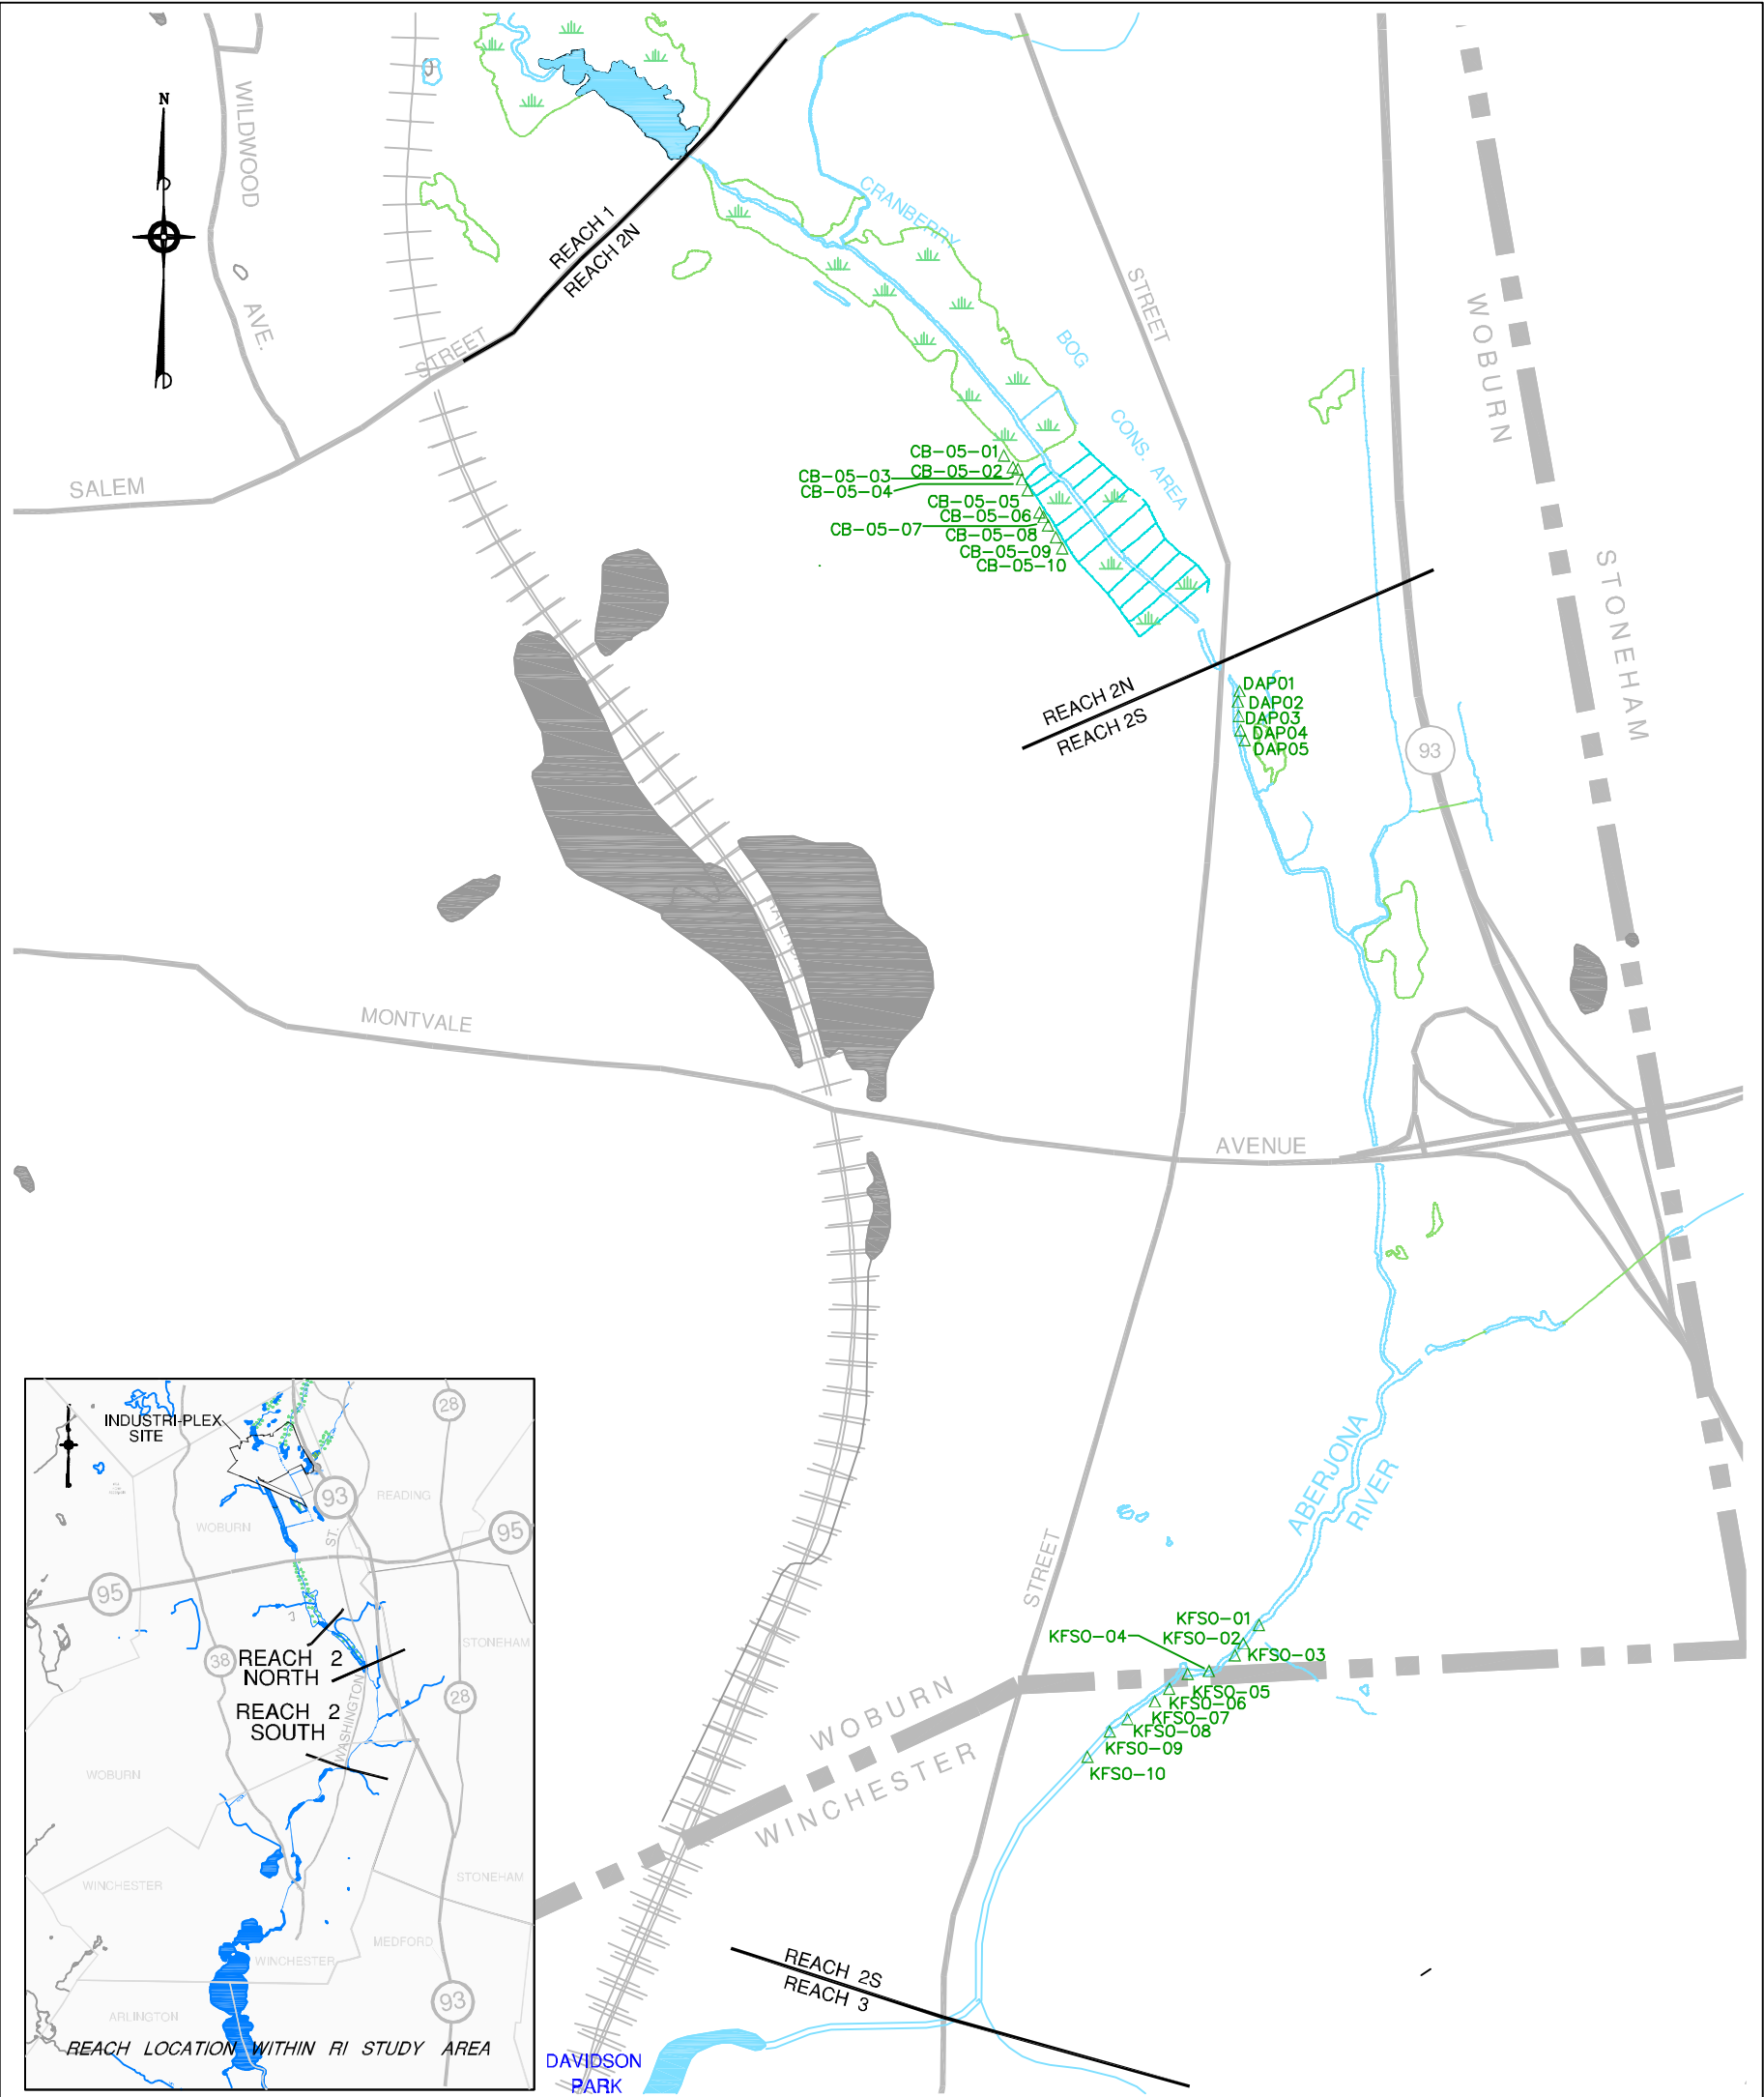 N
WILDWOOD
AVE.
STREET
SALEM
REACH 1
REACH 2N
CRANBERRY
BOG
CONS. AREA
STREET
WOBURN
STONEHAM
CB-05-01
CB-05-02
CB-05-03
CB-05-04
CB-05-05
CB-05-06
CB-05-07
CB-05-08
CB-05-09
CB-05-10
REACH 2N
REACH 2S
DAP01
DAP02
DAP03
DAP04
DAP05
93
MONTVALE
AVENUE
ABERJONA
RIVER
STREET
KFSO-01
KFSO-02
KFSO-03
KFSO-04
KFSO-05
KFSO-06
KFSO-07
KFSO-08
KFSO-09
KFSO-10
WOBURN
WINCHESTER
REACH 2S
REACH 3
DAVIDSON
PARK
INDUSTRI-PLEX
SITE
28
93
READING
WOBURN
ST.
95
95
STONEHAM
38
REACH 2
NORTH
28
REACH 2
SOUTH
WASHINGTON
WOBURN
WINCHESTER
STONEHAM
MEDFORD
WINCHESTER
93
ARLINGTON
REACH LOCATION WITHIN RI STUDY AREA